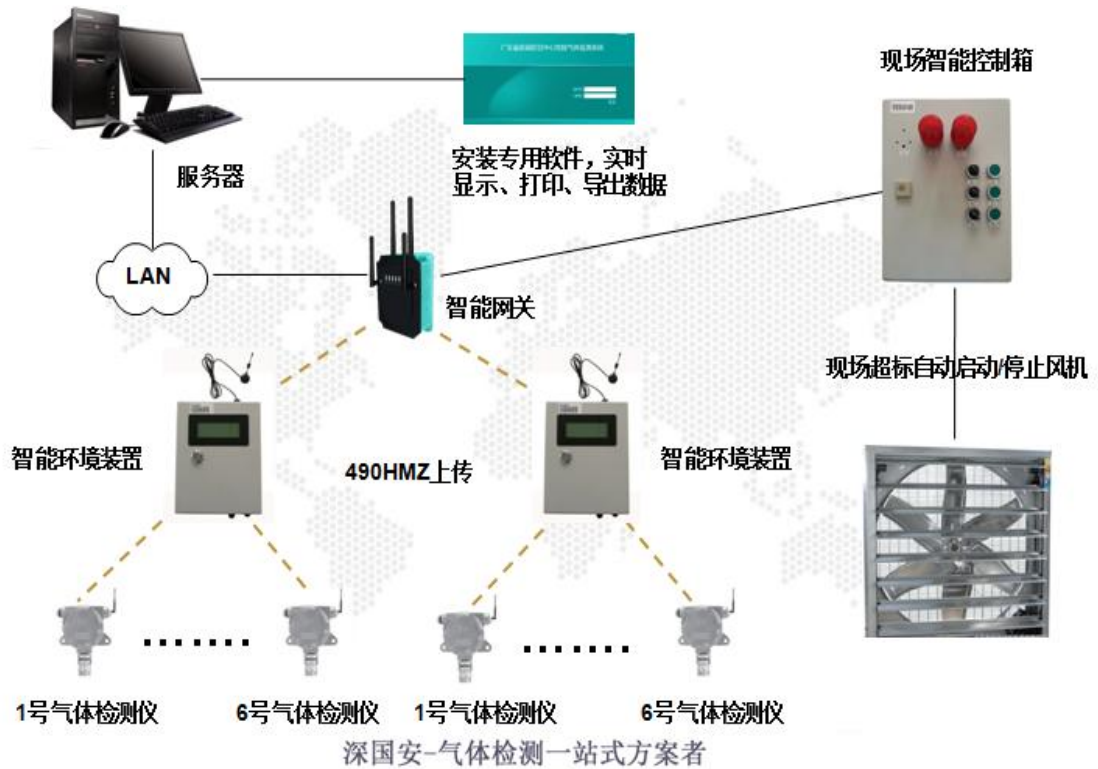 现场智能控制箱
服务器
安装专用软件，实时
显示、打印、导出数据
LAN
智能网关
现场超标自动启动/停止风机
智能环境装置
490HMZ上传
智能环境装置
1号气体检测仪
6号气体检测仪
1号气体检测仪
6号气体检测仪
深国安-气体检测一站式方案者